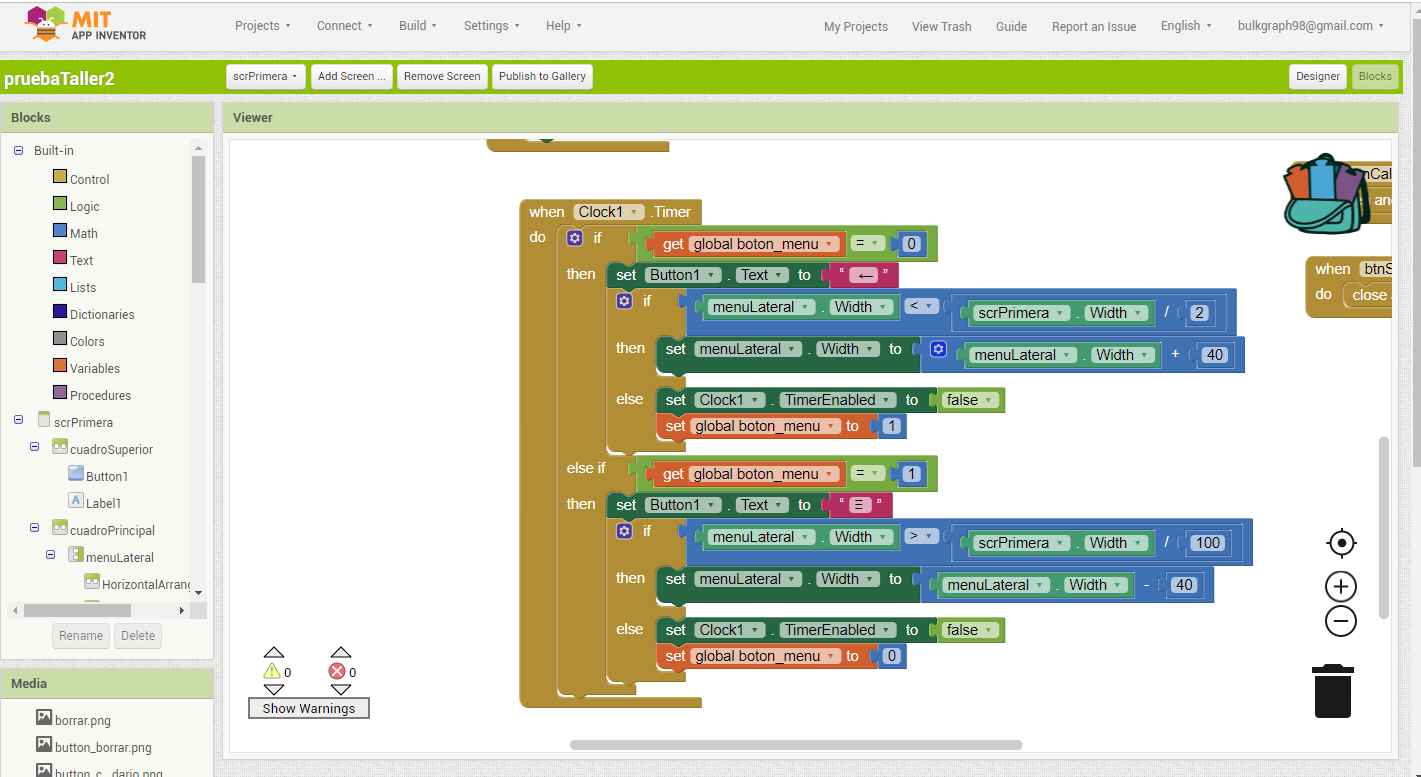 MIT
APP INVENTOR
Projects Connect Build Settings Help My Projects View Trash Guide Report an Issue English bulkgraph98@gmail.com
pruebaTaller2 scrPrimera Add Screen ... Remove Screen Publish to Gallery Designer Blocks
Blocks
Viewer
Built-in
Control
Logic
Math
Text
Lists
Dictionaries
Colors
Variables
Procedures
scrPrimera
cuadroSuperior
Button1
Label1
cuadroPrincipal
menuLateral
HorizontalArrang
Rename Delete
Media
borrar.png
button_borrar.png
button_c...dario.png
when Clock1 .Timer
do if get global boton_menu = 0
then set Button1 . Text to " ← "
if menuLateral . Width < scrPrimera . Width / 2
then set menuLateral . Width to menuLateral . Width + 40
else set Clock1 . TimerEnabled to false
set global boton_menu to 1
else if get global boton_menu = 1
then set Button1 . Text to " Ξ "
if menuLateral . Width > scrPrimera . Width / 100
then set menuLateral . Width to menuLateral . Width - 40
else set Clock1 . TimerEnabled to false
set global boton_menu to 0
nCal
an
when btnS
do close
0 0
Show Warnings